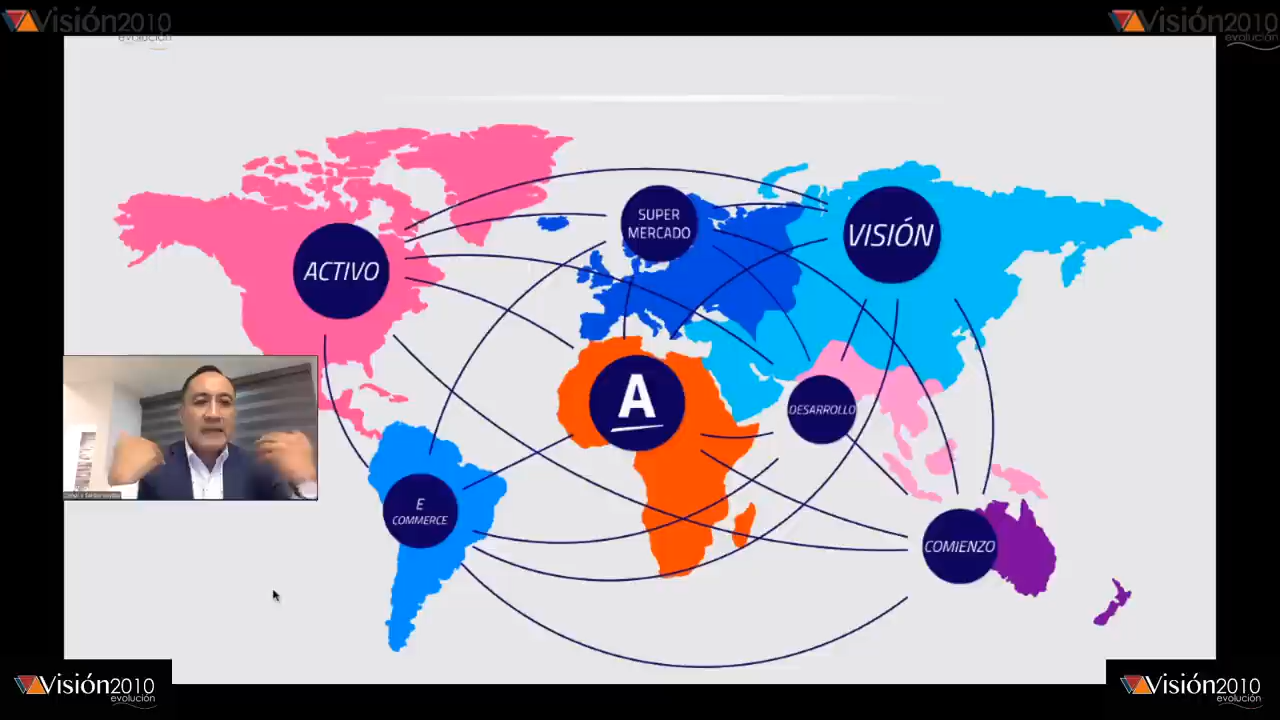 Visión2010
evolución
Visión2010
evolución
SUPER
MERCADO
VISIÓN
ACTIVO
A
DESARROLLO
E
COMMERCE
COMIENZO
Visión2010
evolución
Visión2010
evolución